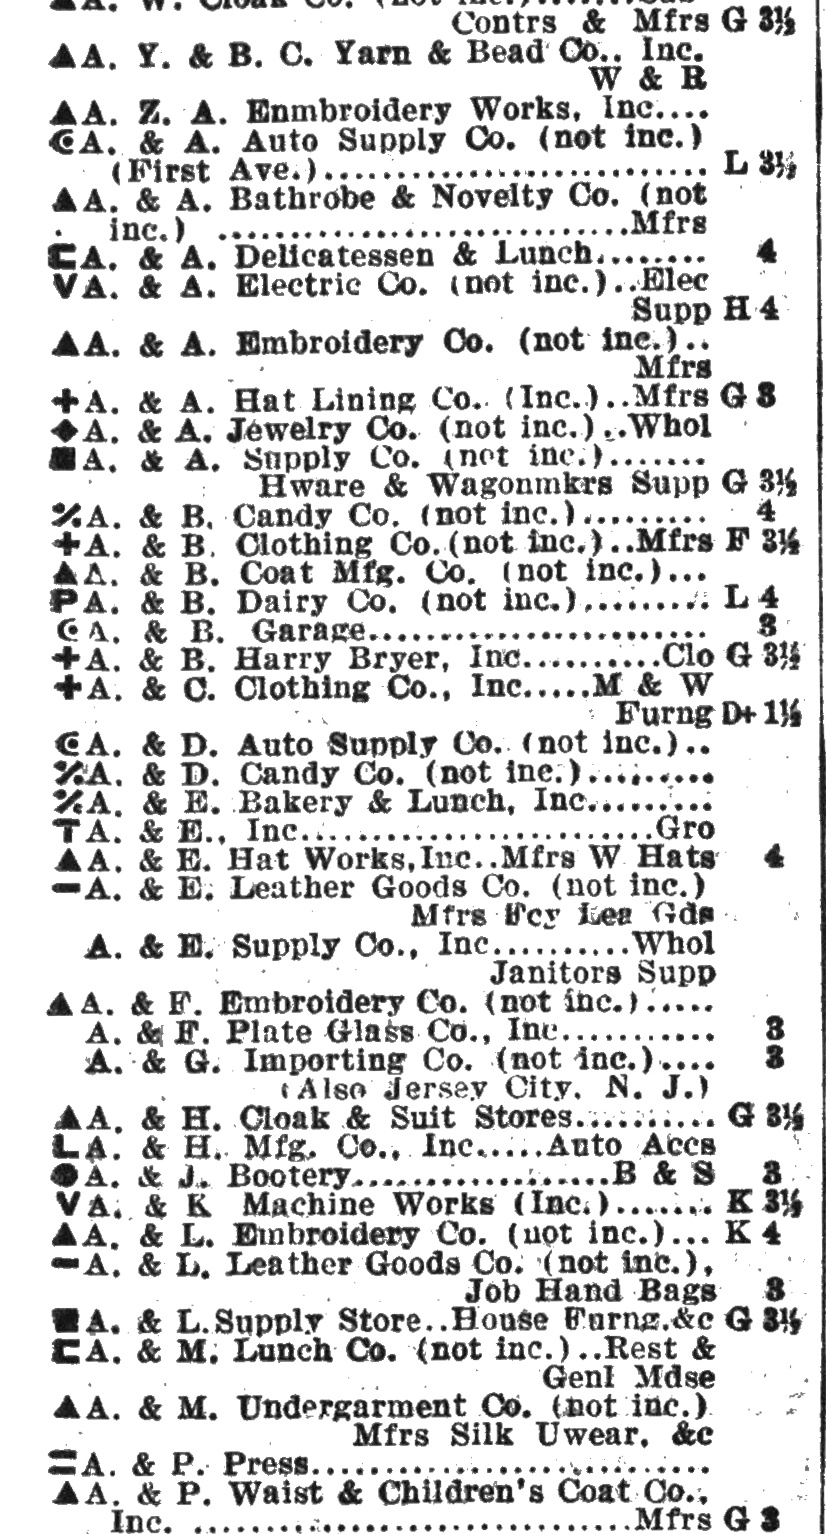 ▲A. W. Cloak Co. (not inc.).......Sub
Contrs & Mfrs G 3½
▲A. Y. & B. C. Yarn & Bead Co., Inc.
W & R
▲A. Z. A. Enmbroidery Works, Inc....
A. & A. Auto Supply Co. (not inc.)
(First Ave.)........................... L 3½
▲A. & A. Bathrobe & Novelty Co. (not
inc.) ............................Mfrs
A. & A. Delicatessen & Lunch........ 4
VA. & A. Electric Co. (not inc.)..Elec
Supp H 4
▲A. & A. Embroidery Co. (not inc.)..
Mfrs
+A. & A. Hat Lining Co. (Inc.)..Mfrs G 3
◆A. & A. Jewelry Co. (not inc.)..Whol
■A. & A. Supply Co. (not inc.).......
Hware & Wagonmkrs Supp G 3½
⁒A. & B. Candy Co. (not inc.)......... 4
+A. & B. Clothing Co.(not inc.)..Mfrs F 3½
▲A. & B. Coat Mfg. Co. (not inc.)...
PA. & B. Dairy Co. (not inc.)......... L 4
A. & B. Garage....................... 3
+A. & B. Harry Bryer, Inc..........Clo G 3½
+A. & C. Clothing Co., Inc.....M & W
Furng D+ 1½
A. & D. Auto Supply Co. (not inc.)..
⁒A. & D. Candy Co. (not inc.).........
⁒A. & E. Bakery & Lunch, Inc.........
TA. & E., Inc........................Gro
▲A. & E. Hat Works,Inc..Mfrs W Hats 4
━A. & E. Leather Goods Co. (not inc.)
Mfrs Fcy Lea Gds
A. & E. Supply Co., Inc..........Whol
Janitors Supp
▲A. & F. Embroidery Co. (not inc.).....
A. & F. Plate Glass Co., Inc........... 3
A. & G. Importing Co. (not inc.).... 3
(Also Jersey City, N. J.)
▲A. & H. Cloak & Suit Stores.......... G 3½
LA. & H. Mfg. Co., Inc.....Auto Accs
●A. & J. Bootery..................B & S 3
VA. & K Machine Works (Inc.)....... K 3½
▲A. & L. Embroidery Co. (not inc.)... K 4
━A. & L. Leather Goods Co. (not inc.),
Job Hand Bags 3
■A. & L.Supply Store..House Furng.&c G 3½
A. & M. Lunch Co. (not inc.)..Rest &
Genl Mdse
▲A. & M. Undergarment Co. (not inc.)
Mfrs Silk Uwear, &c
=A. & P. Press...........................
▲A. & P. Waist & Children's Coat Co.,
Inc. ..............................Mfrs G 3